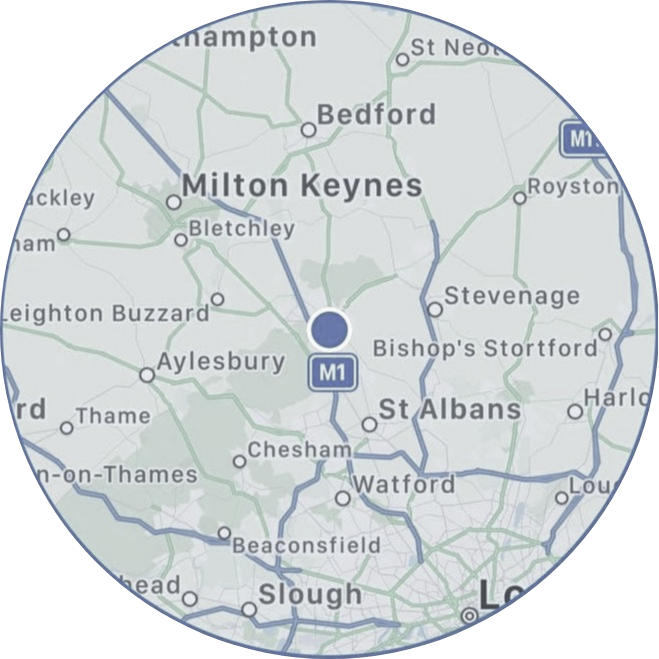 thampton
St Neot
Bedford
M1
Milton Keynes
Royston
ackley
Bletchley
ham
Stevenage
Leighton Buzzard
Bishop's Stortford
Aylesbury
M1
rd
Thame
St Albans
Harlo
Chesham
n-on-Thames
Watford
Lou
Beaconsfield
head
Slough
Lo